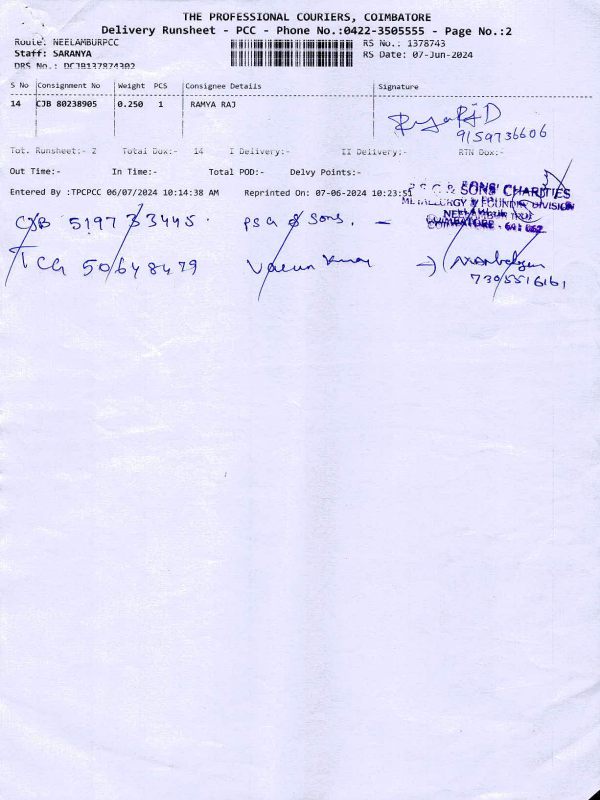 THE PROFESSIONAL COURIERS, COIMBATORE
Delivery Runsheet - PCC - Phone No.:0422-3505555 - Page No.:2
Route: NEELAMBURPCC RS No.: 1378743
Staff: SARANYA RS Date: 07-Jun-2024
DRS No.: DCJB137874302
S No Consignment No Weight PCS Consignee Details Signature
14 CJB 80238905 0.250 1 RAMYA RAJ
9159736606
Tot. Runsheet:- 2 Total Dox:- 14 I Delivery:- II Delivery:- RTN Dox:-
Out Time:- In Time:- Total POD:- Delvy Points:-
Entered By :TPCPCC 06/07/2024 10:14:38 AM Reprinted On: 07-06-2024 10:23:51
SONS' CHARITIES
METALLURGY & FOUNDRY DIVISION
COIMBATORE - 641 062
CJB 519733445. PSG & Sons. -
TCG 50648479 Varun Kumar →
7305516161